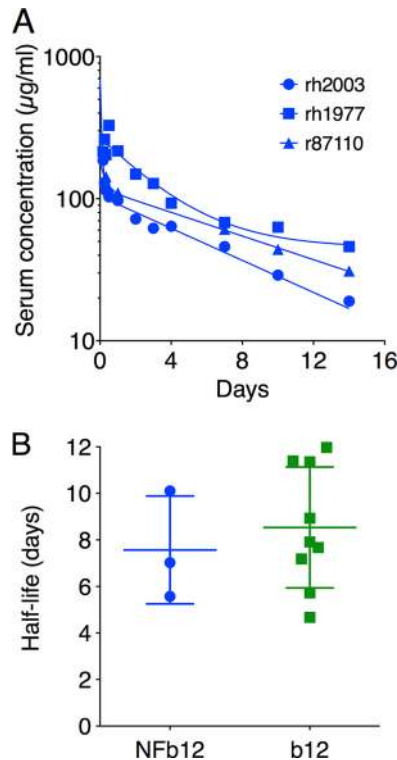 A
Serum concentration (µg/ml)
1000
100
10
rh2003
rh1977
r87110
0 4 8 12 16
Days
B
Half-life (days)
12
10
8
6
4
2
0
NFb12 b12